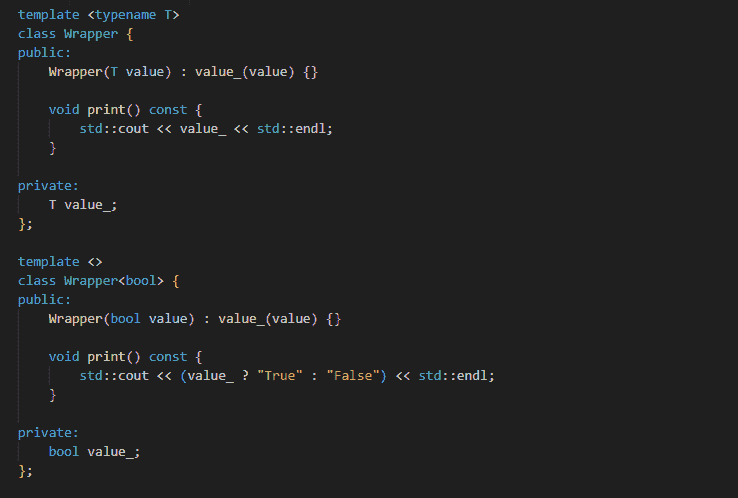 template <typename T>
class Wrapper {
public:
    Wrapper(T value) : value_(value) {}
    void print() const {
        std::cout << value_ << std::endl;
    }
private:
    T value_;
};
template <>
class Wrapper<bool> {
public:
    Wrapper(bool value) : value_(value) {}
    void print() const {
        std::cout << (value_ ? "True" : "False") << std::endl;
    }
private:
    bool value_;
};